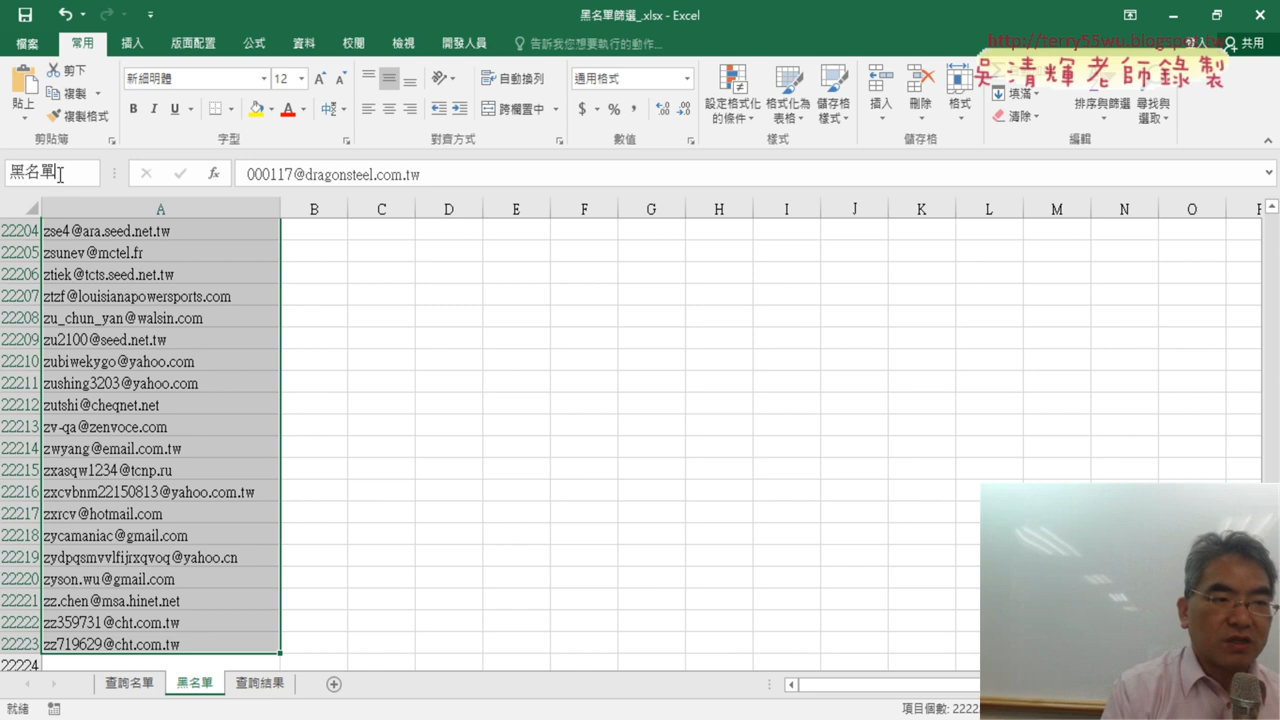 黑名單篩選_.xlsx - Excel
檔案 常用 插入 版面配置 公式 資料 校閱 檢視 開發人員 告訴我您想要執行的動作... 共用
http://terry55wu.blogspot.tw
吳清輝老師錄製
貼上 剪下 複製 複製格式
新細明體 12
B I U
自動換列
跨欄置中
通用格式
$ % ,
設定格式化的條件 格式化為表格 儲存格樣式
插入 刪除 格式
填滿 清除
排序與篩選 尋找與選取
剪貼簿 字型 對齊方式 數值 樣式 儲存格 編輯
黑名單 fx 000117@dragonsteel.com.tw
A B C D E F G H I J K L M N O
22204 zse4@ara.seed.net.tw
22205 zsunev@mctel.fr
22206 ztiek@tcts.seed.net.tw
22207 ztzf@louisianapowersports.com
22208 zu_chun_yan@walsin.com
22209 zu2100@seed.net.tw
22210 zubiwekygo@yahoo.com
22211 zushing3203@yahoo.com
22212 zutshi@cheqnet.net
22213 zv-qa@zenvoce.com
22214 zwyang@email.com.tw
22215 zxasqw1234@tcnp.ru
22216 zxcvbnm22150813@yahoo.com.tw
22217 zxrcv@hotmail.com
22218 zycamaniac@gmail.com
22219 zydpqsmvvlfijrxqvoq@yahoo.cn
22220 zyson.wu@gmail.com
22221 zz.chen@msa.hinet.net
22222 zz359731@cht.com.tw
22223 zz719629@cht.com.tw
22224
查詢名單 黑名單 查詢結果
就緒 項目個數: 2222